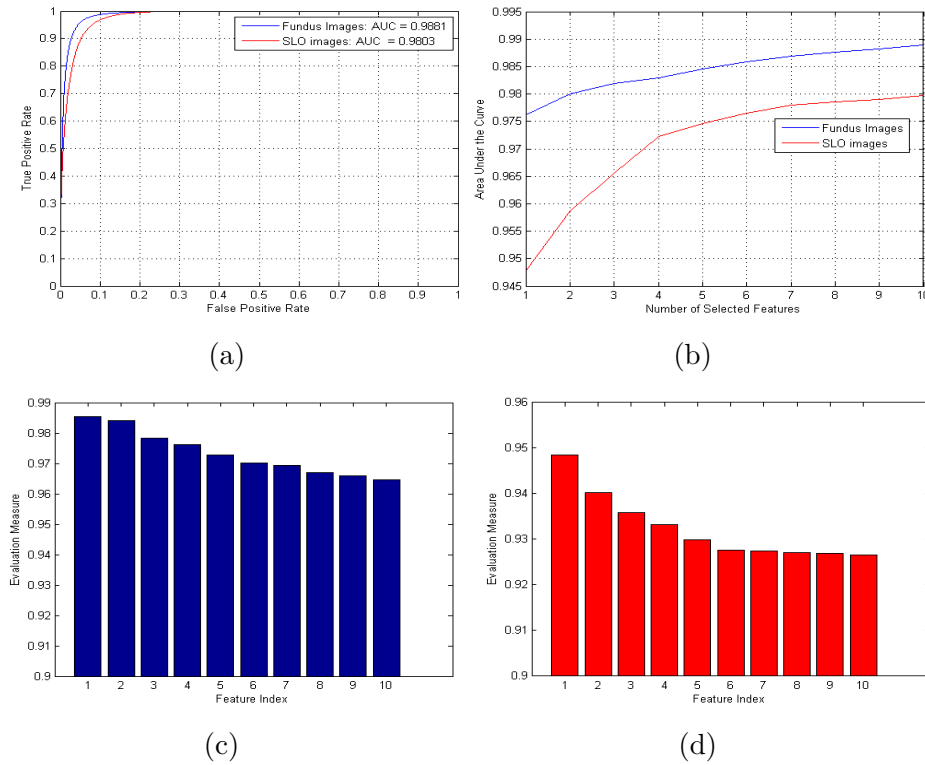 True Positive Rate
1
0.9
0.8
0.7
0.6
0.5
0.4
0.3
0.2
0.1
0
Fundus Images: AUC = 0.9881
SLO images: AUC = 0.9803
0 0.1 0.2 0.3 0.4 0.5 0.6 0.7 0.8 0.9 1
False Positive Rate
(a)
Area Under the Curve
0.995
0.99
0.985
0.98
0.975
0.97
0.965
0.96
0.955
0.95
0.945
Fundus Images
SLO images
1 2 3 4 5 6 7 8 9 10
Number of Selected Features
(b)
Evaluation Measure
0.99
0.98
0.97
0.96
0.95
0.94
0.93
0.92
0.91
0.9
1 2 3 4 5 6 7 8 9 10
Feature Index
(c)
Evaluation Measure
0.96
0.95
0.94
0.93
0.92
0.91
0.9
1 2 3 4 5 6 7 8 9 10
Feature Index
(d)